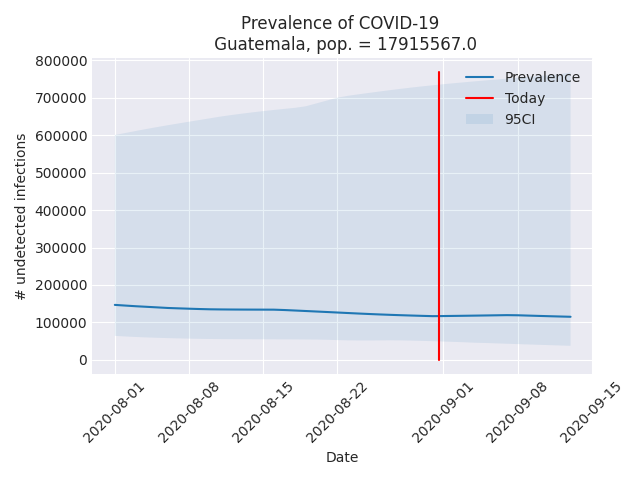 Prevalence of COVID-19
Guatemala, pop. = 17915567.0
800000
700000
600000
500000
400000
300000
200000
100000
0
# undetected infections
Prevalence
Today
95CI
2020-08-01
2020-08-08
2020-08-15
2020-08-22
2020-09-01
2020-09-08
2020-09-15
Date